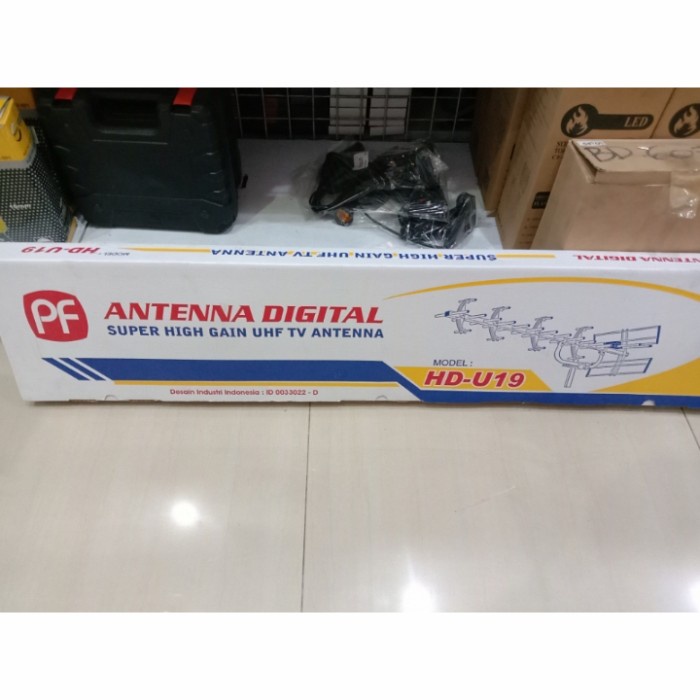 LED
HD-U19
MODEL :
SUPER HIGH GAIN UHF TV ANTENNA
ANTENNA DIGITAL
PF
ANTENNA DIGITAL
SUPER HIGH GAIN UHF TV ANTENNA
MODEL :
HD-U19
Desain Industri Indonesia : ID 0033022 - D